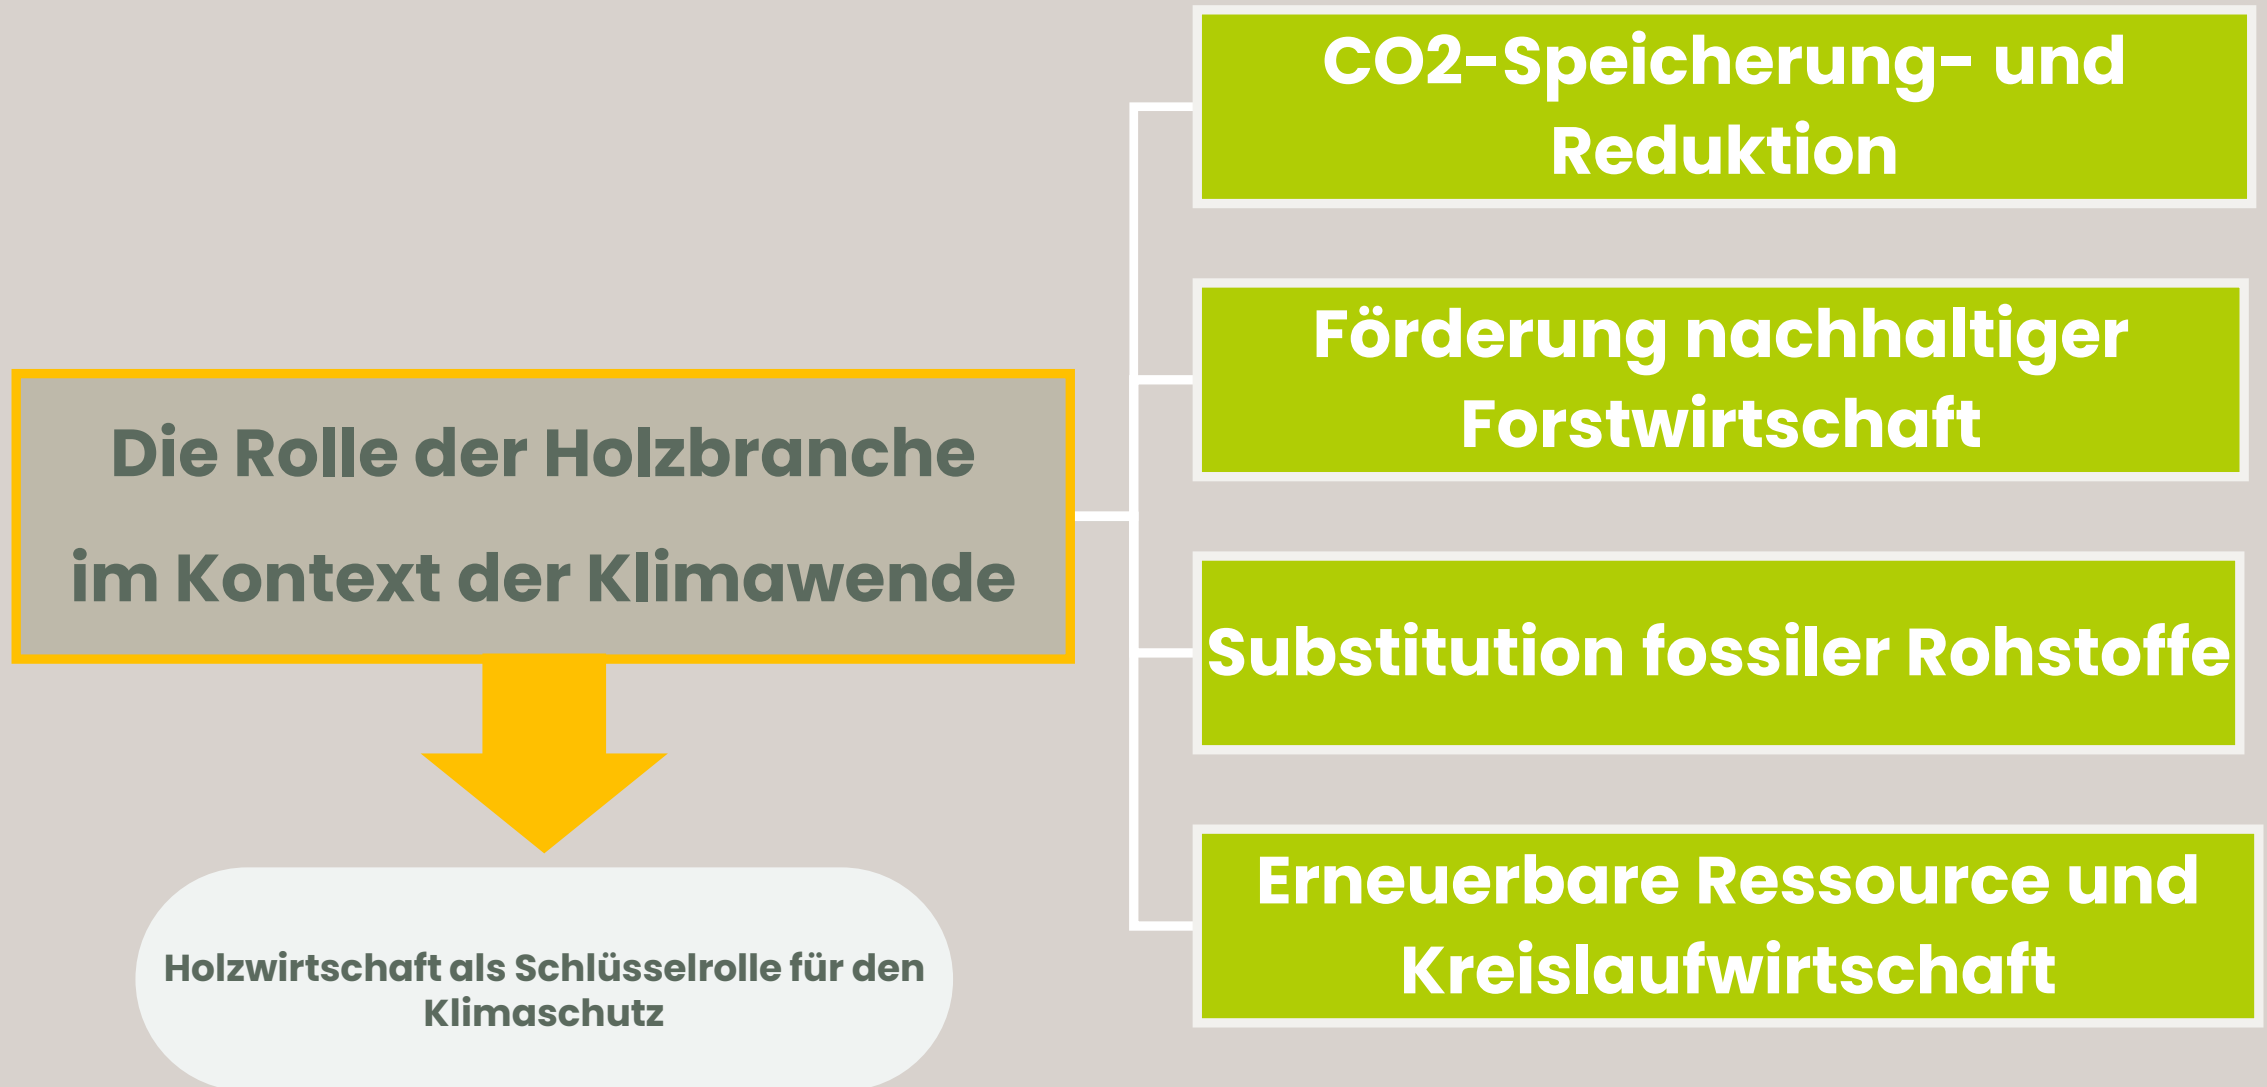 Die Rolle der Holzbranche
im Kontext der Klimawende
Holzwirtschaft als Schlüsselrolle für den
Klimaschutz
CO2-Speicherung- und
Reduktion
Förderung nachhaltiger
Forstwirtschaft
Substitution fossiler Rohstoffe
Erneuerbare Ressource und
Kreislaufwirtschaft